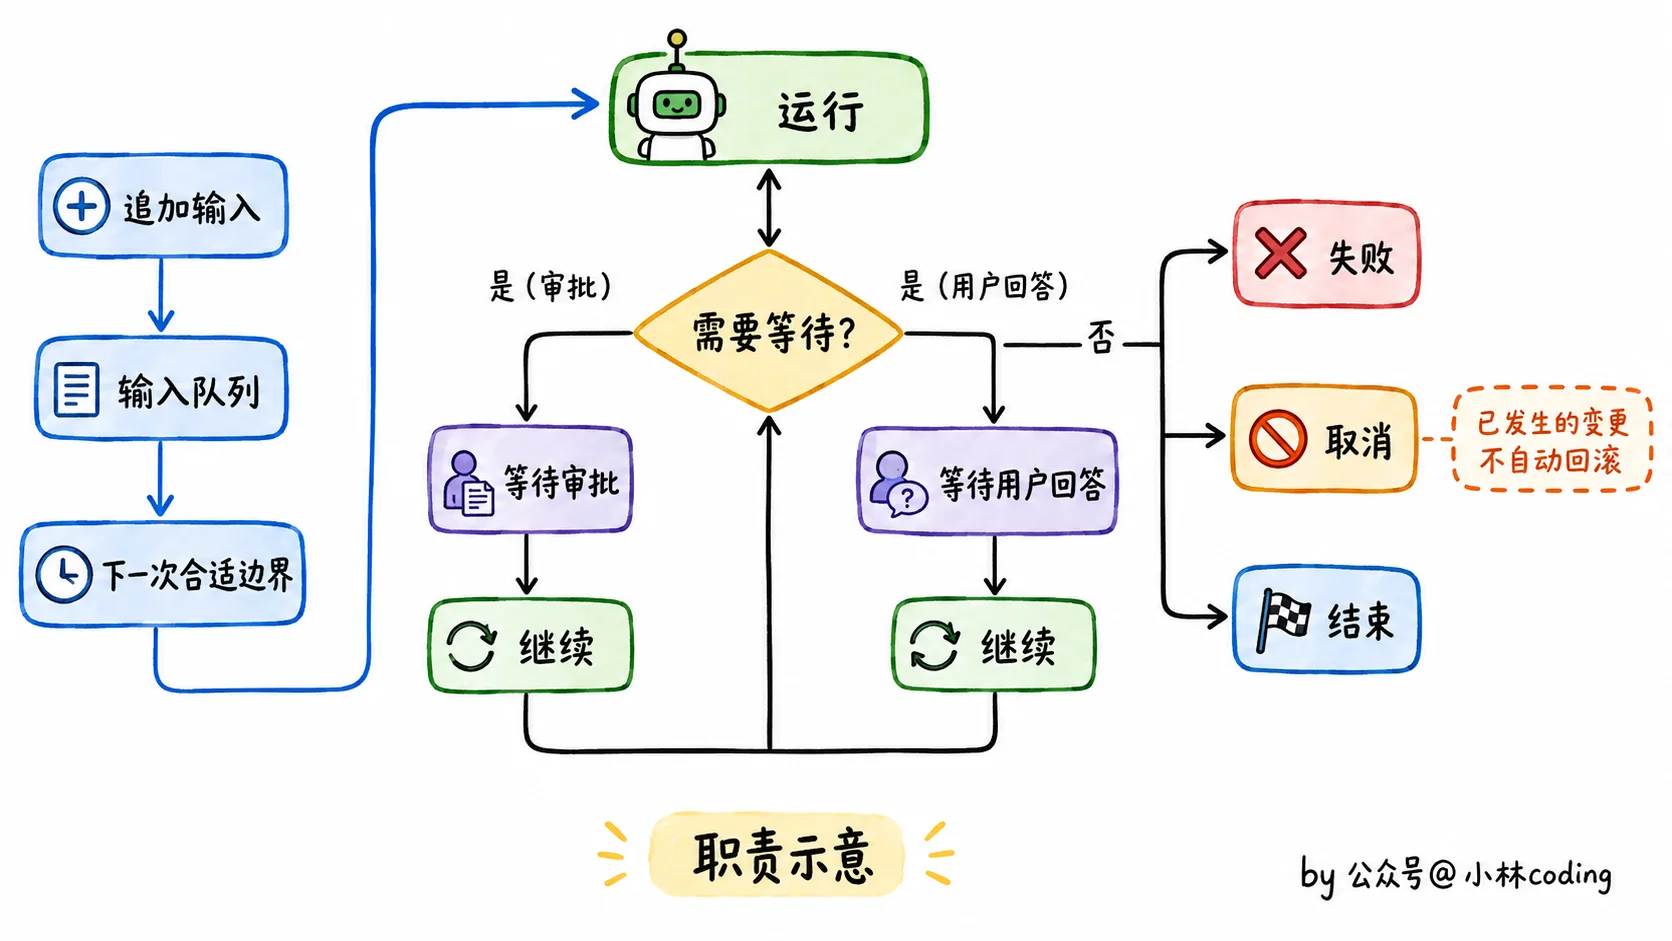 运行
追加输入
输入队列
下一次合适边界
是（审批）
需要等待？
是（用户回答）
否
等待审批
继续
等待用户回答
继续
失败
取消
已发生的变更
不自动回滚
结束
职责示意
by 公众号@小林coding